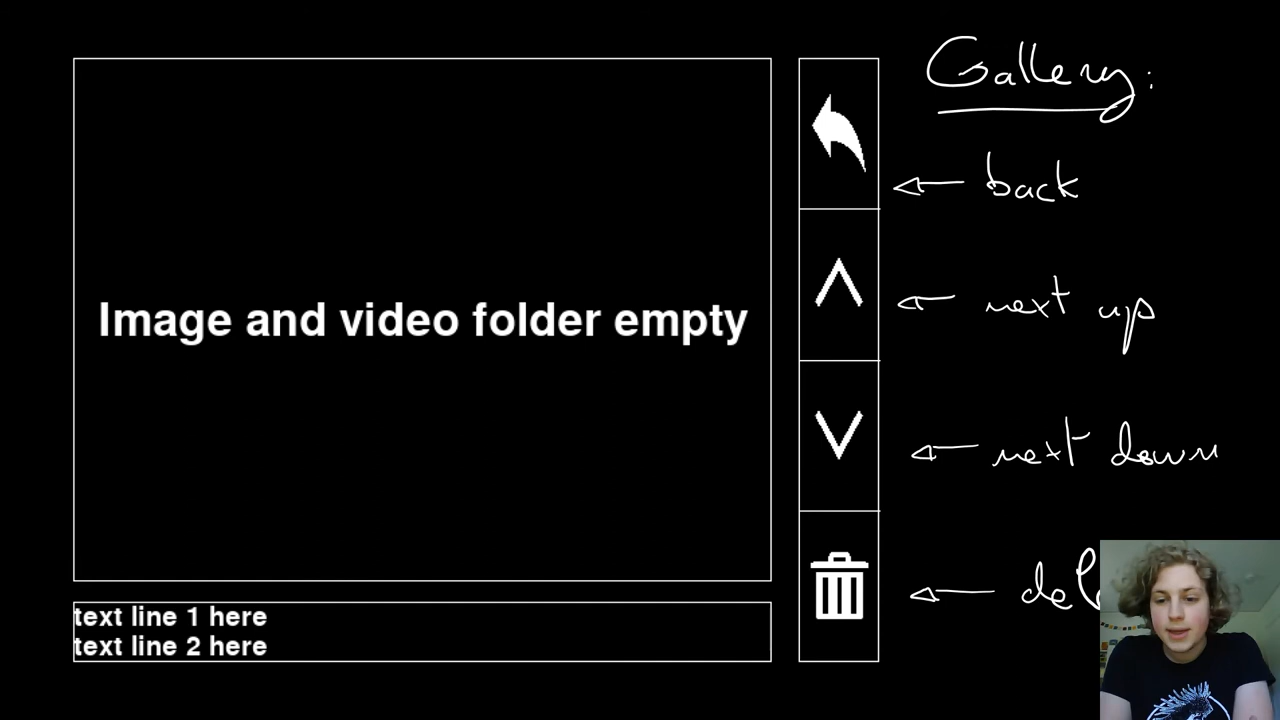 Gallery:
back
next up
Image and video folder empty
next down
text line 1 here
text line 2 here